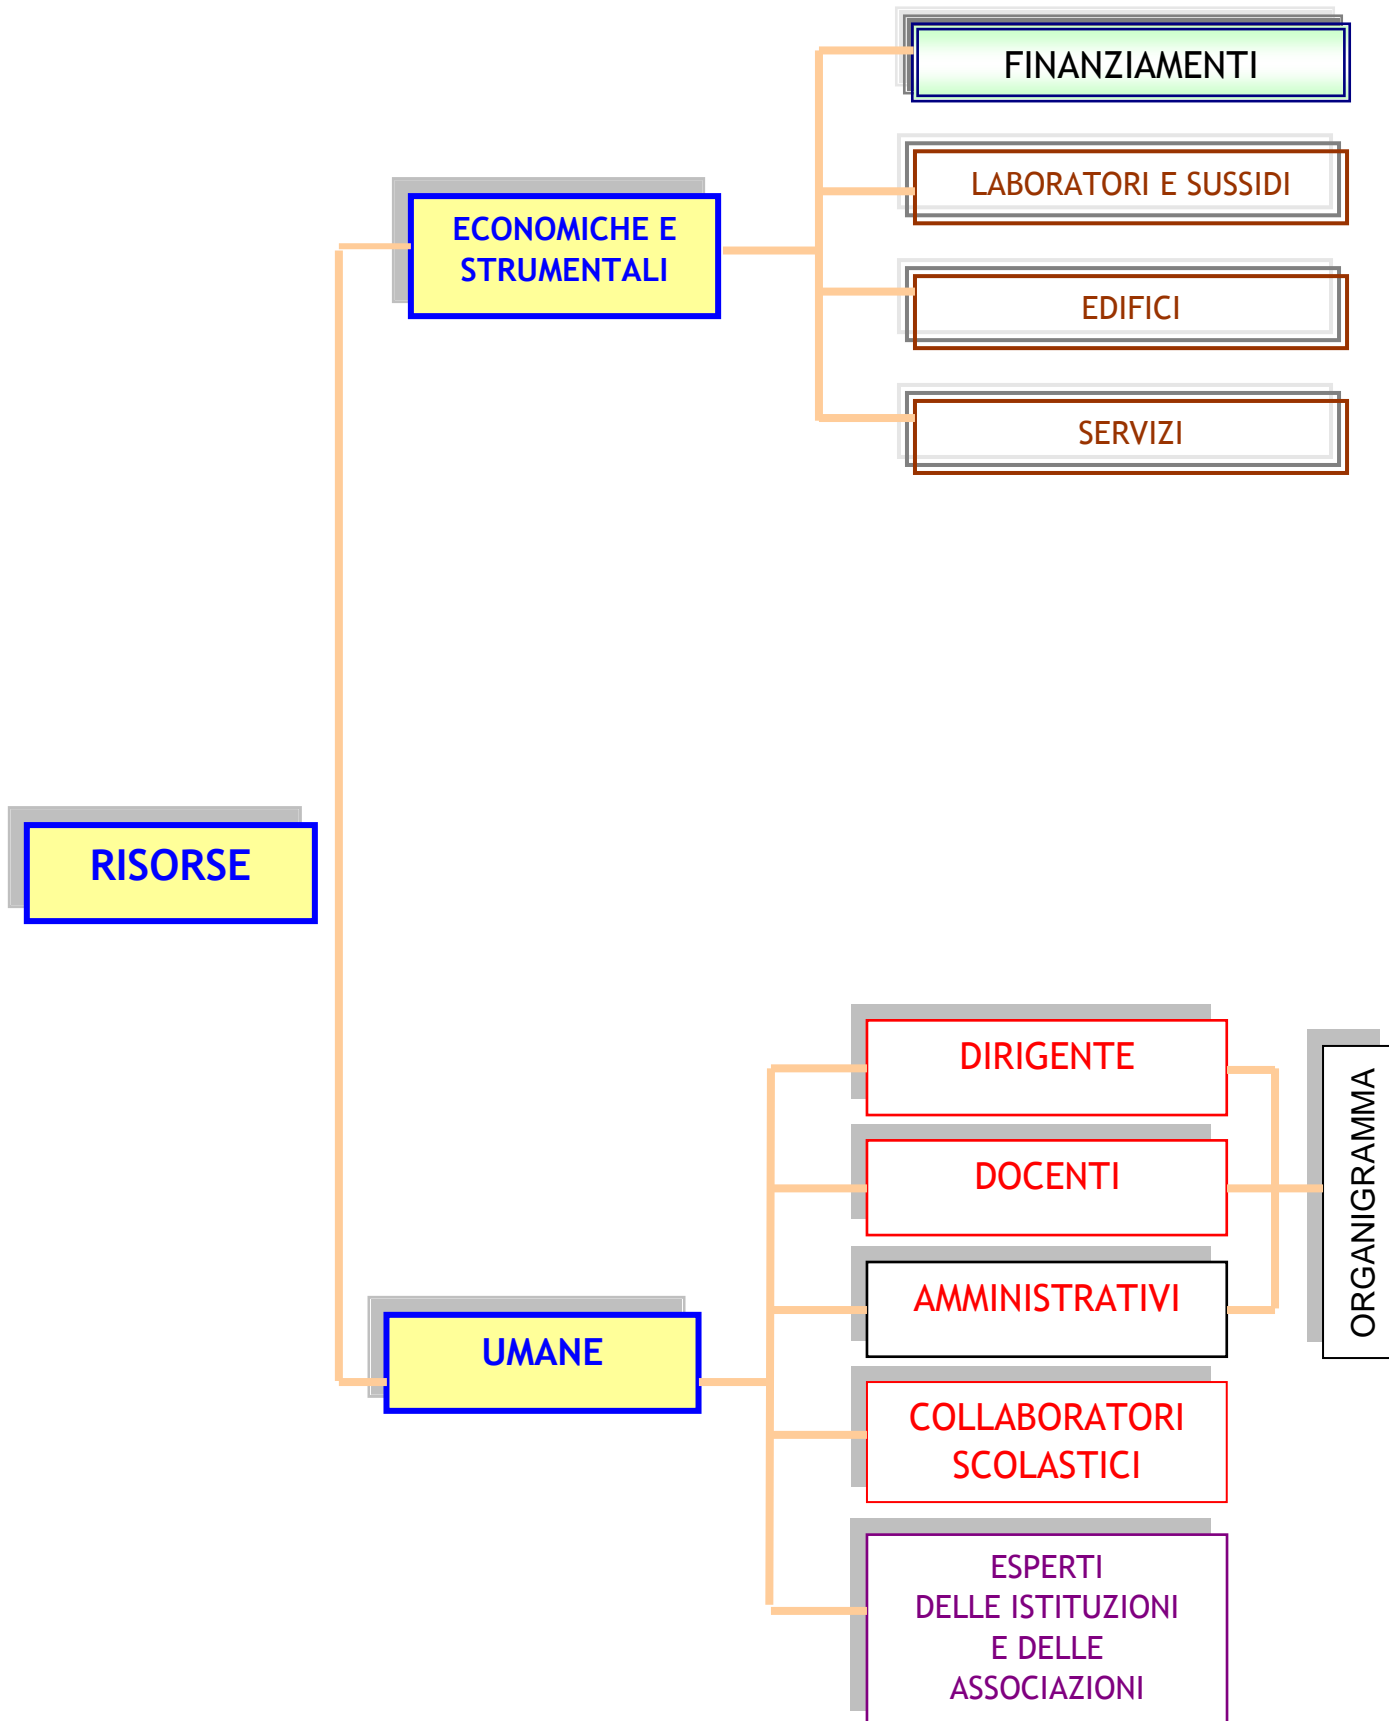 FINANZIAMENTI
LABORATORI E SUSSIDI
ECONOMICHE E
STRUMENTALI
EDIFICI
SERVIZI
RISORSE
DIRIGENTE
DOCENTI
AMMINISTRATIVI
ORGANIGRAMMA
UMANE
COLLABORATORI
SCOLASTICI
ESPERTI
DELLE ISTITUZIONI
E DELLE
ASSOCIAZIONI